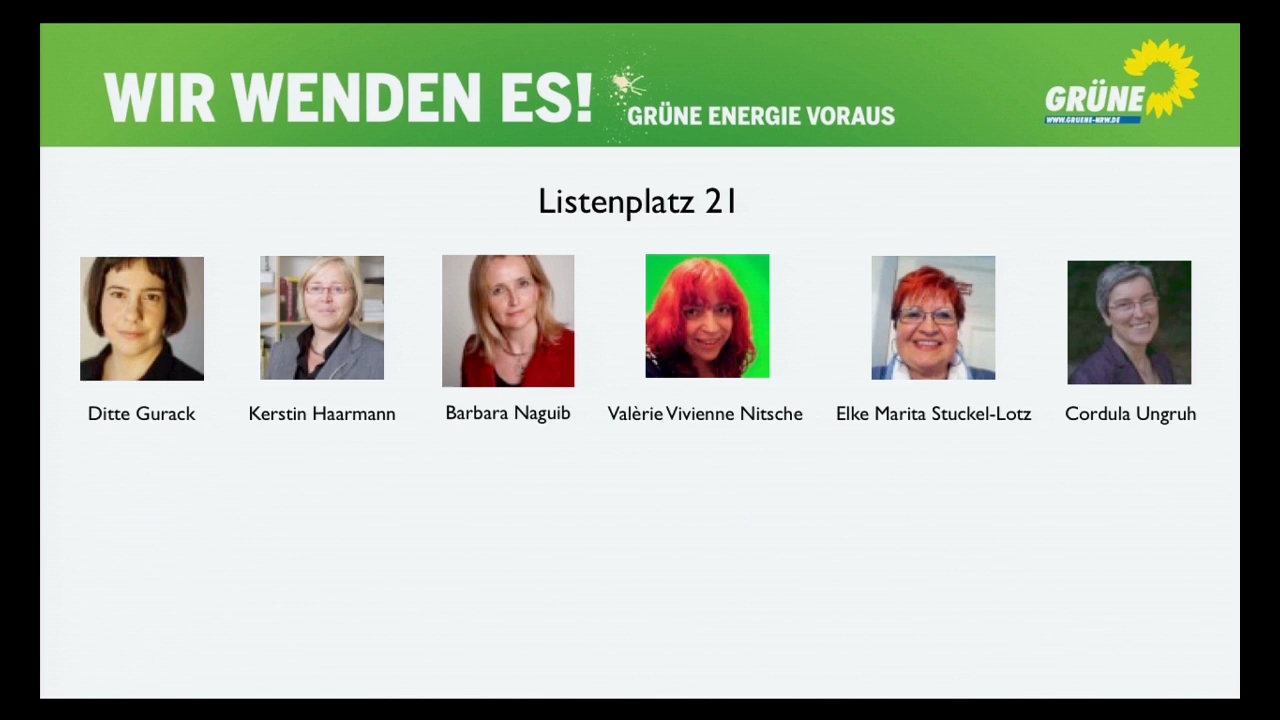 WIR WENDEN ES!
GRÜNE ENERGIE VORAUS
GRÜNE
WWW.GRUENE-NRW.DE
Listenplatz 21
Ditte Gurack
Kerstin Haarmann
Barbara Naguib
Valèrie Vivienne Nitsche
Elke Marita Stuckel-Lotz
Cordula Ungruh